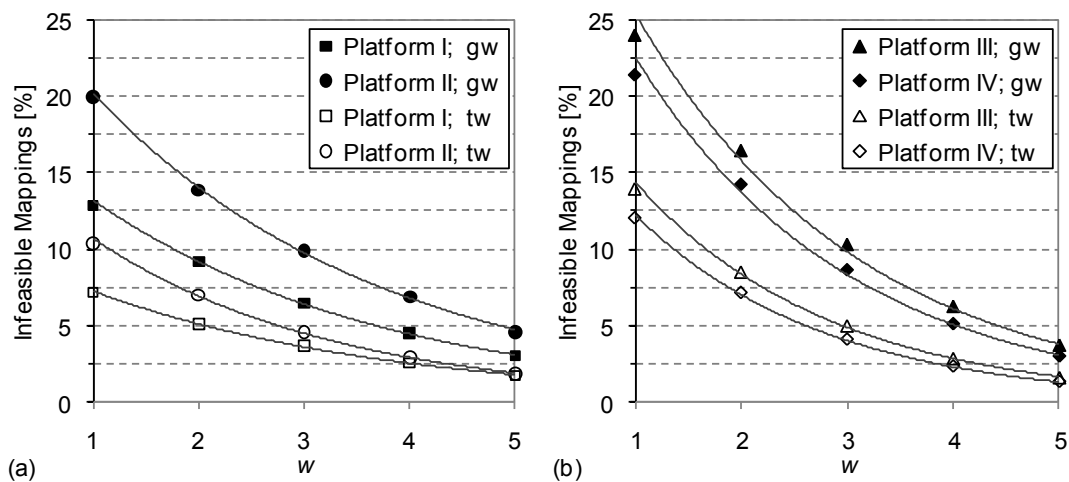 Infeasible Mappings [%]
25
20
15
10
5
0
Platform I; gw
Platform II; gw
Platform I; tw
Platform II; tw
1 2 3 4 5
w
(a)
Infeasible Mappings [%]
25
20
15
10
5
0
Platform III; gw
Platform IV; gw
Platform III; tw
Platform IV; tw
1 2 3 4 5
w
(b)